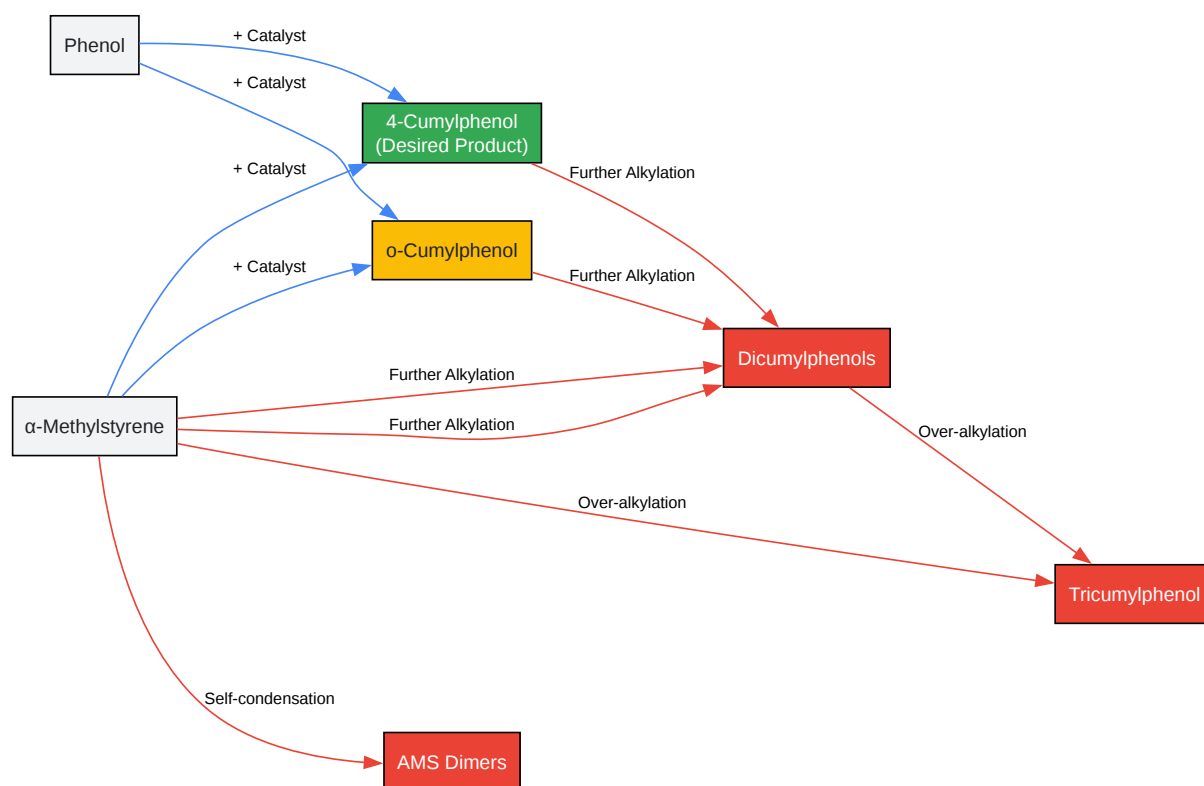 Phenol
+ Catalyst
+ Catalyst
4-Cumylphenol
(Desired Product)
+ Catalyst
Further Alkylation
o-Cumylphenol
+ Catalyst
Further Alkylation
Dicumylphenols
Further Alkylation
α-Methylstyrene
Further Alkylation
Over-alkylation
Over-alkylation
Tricumylphenol
Self-condensation
AMS Dimers